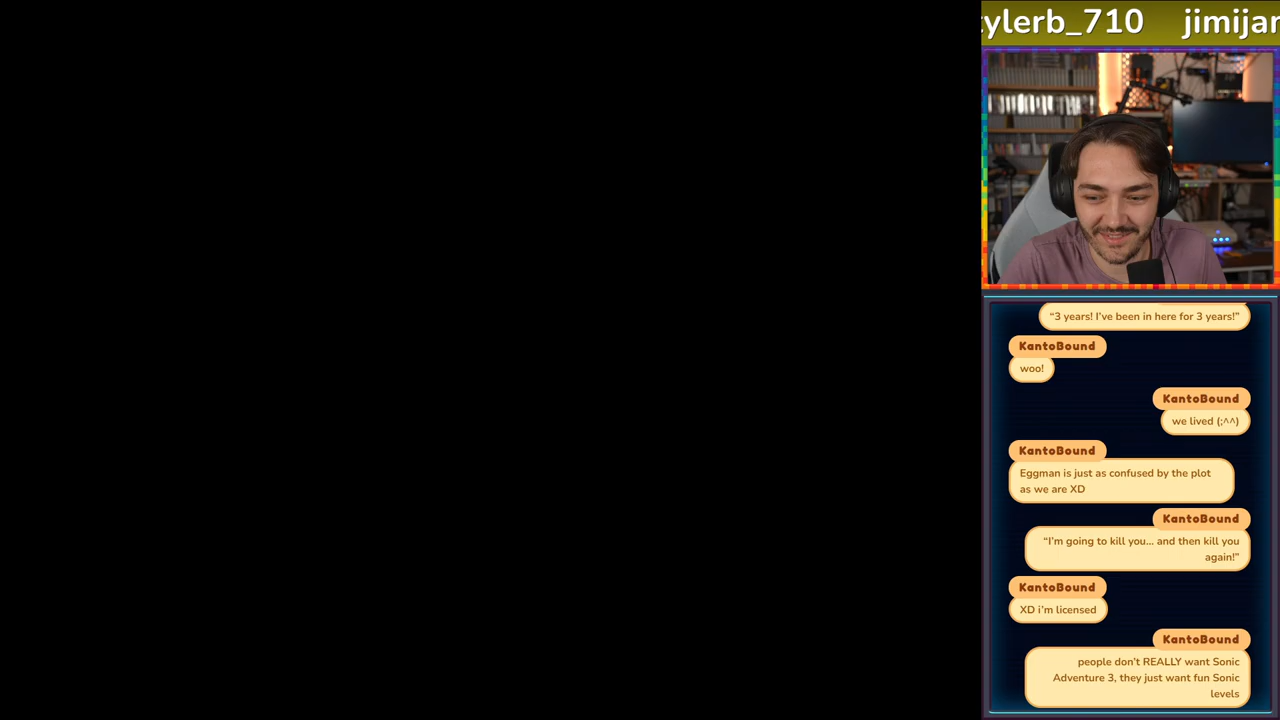 tylerb_710 jimijar
“3 years! I’ve been in here for 3 years!”
KantoBound
woo!
KantoBound
we lived (;^^)
KantoBound
Eggman is just as confused by the plot
as we are XD
KantoBound
“I’m going to kill you... and then kill you
again!”
KantoBound
XD i’m licensed
KantoBound
people don’t REALLY want Sonic
Adventure 3, they just want fun Sonic
levels